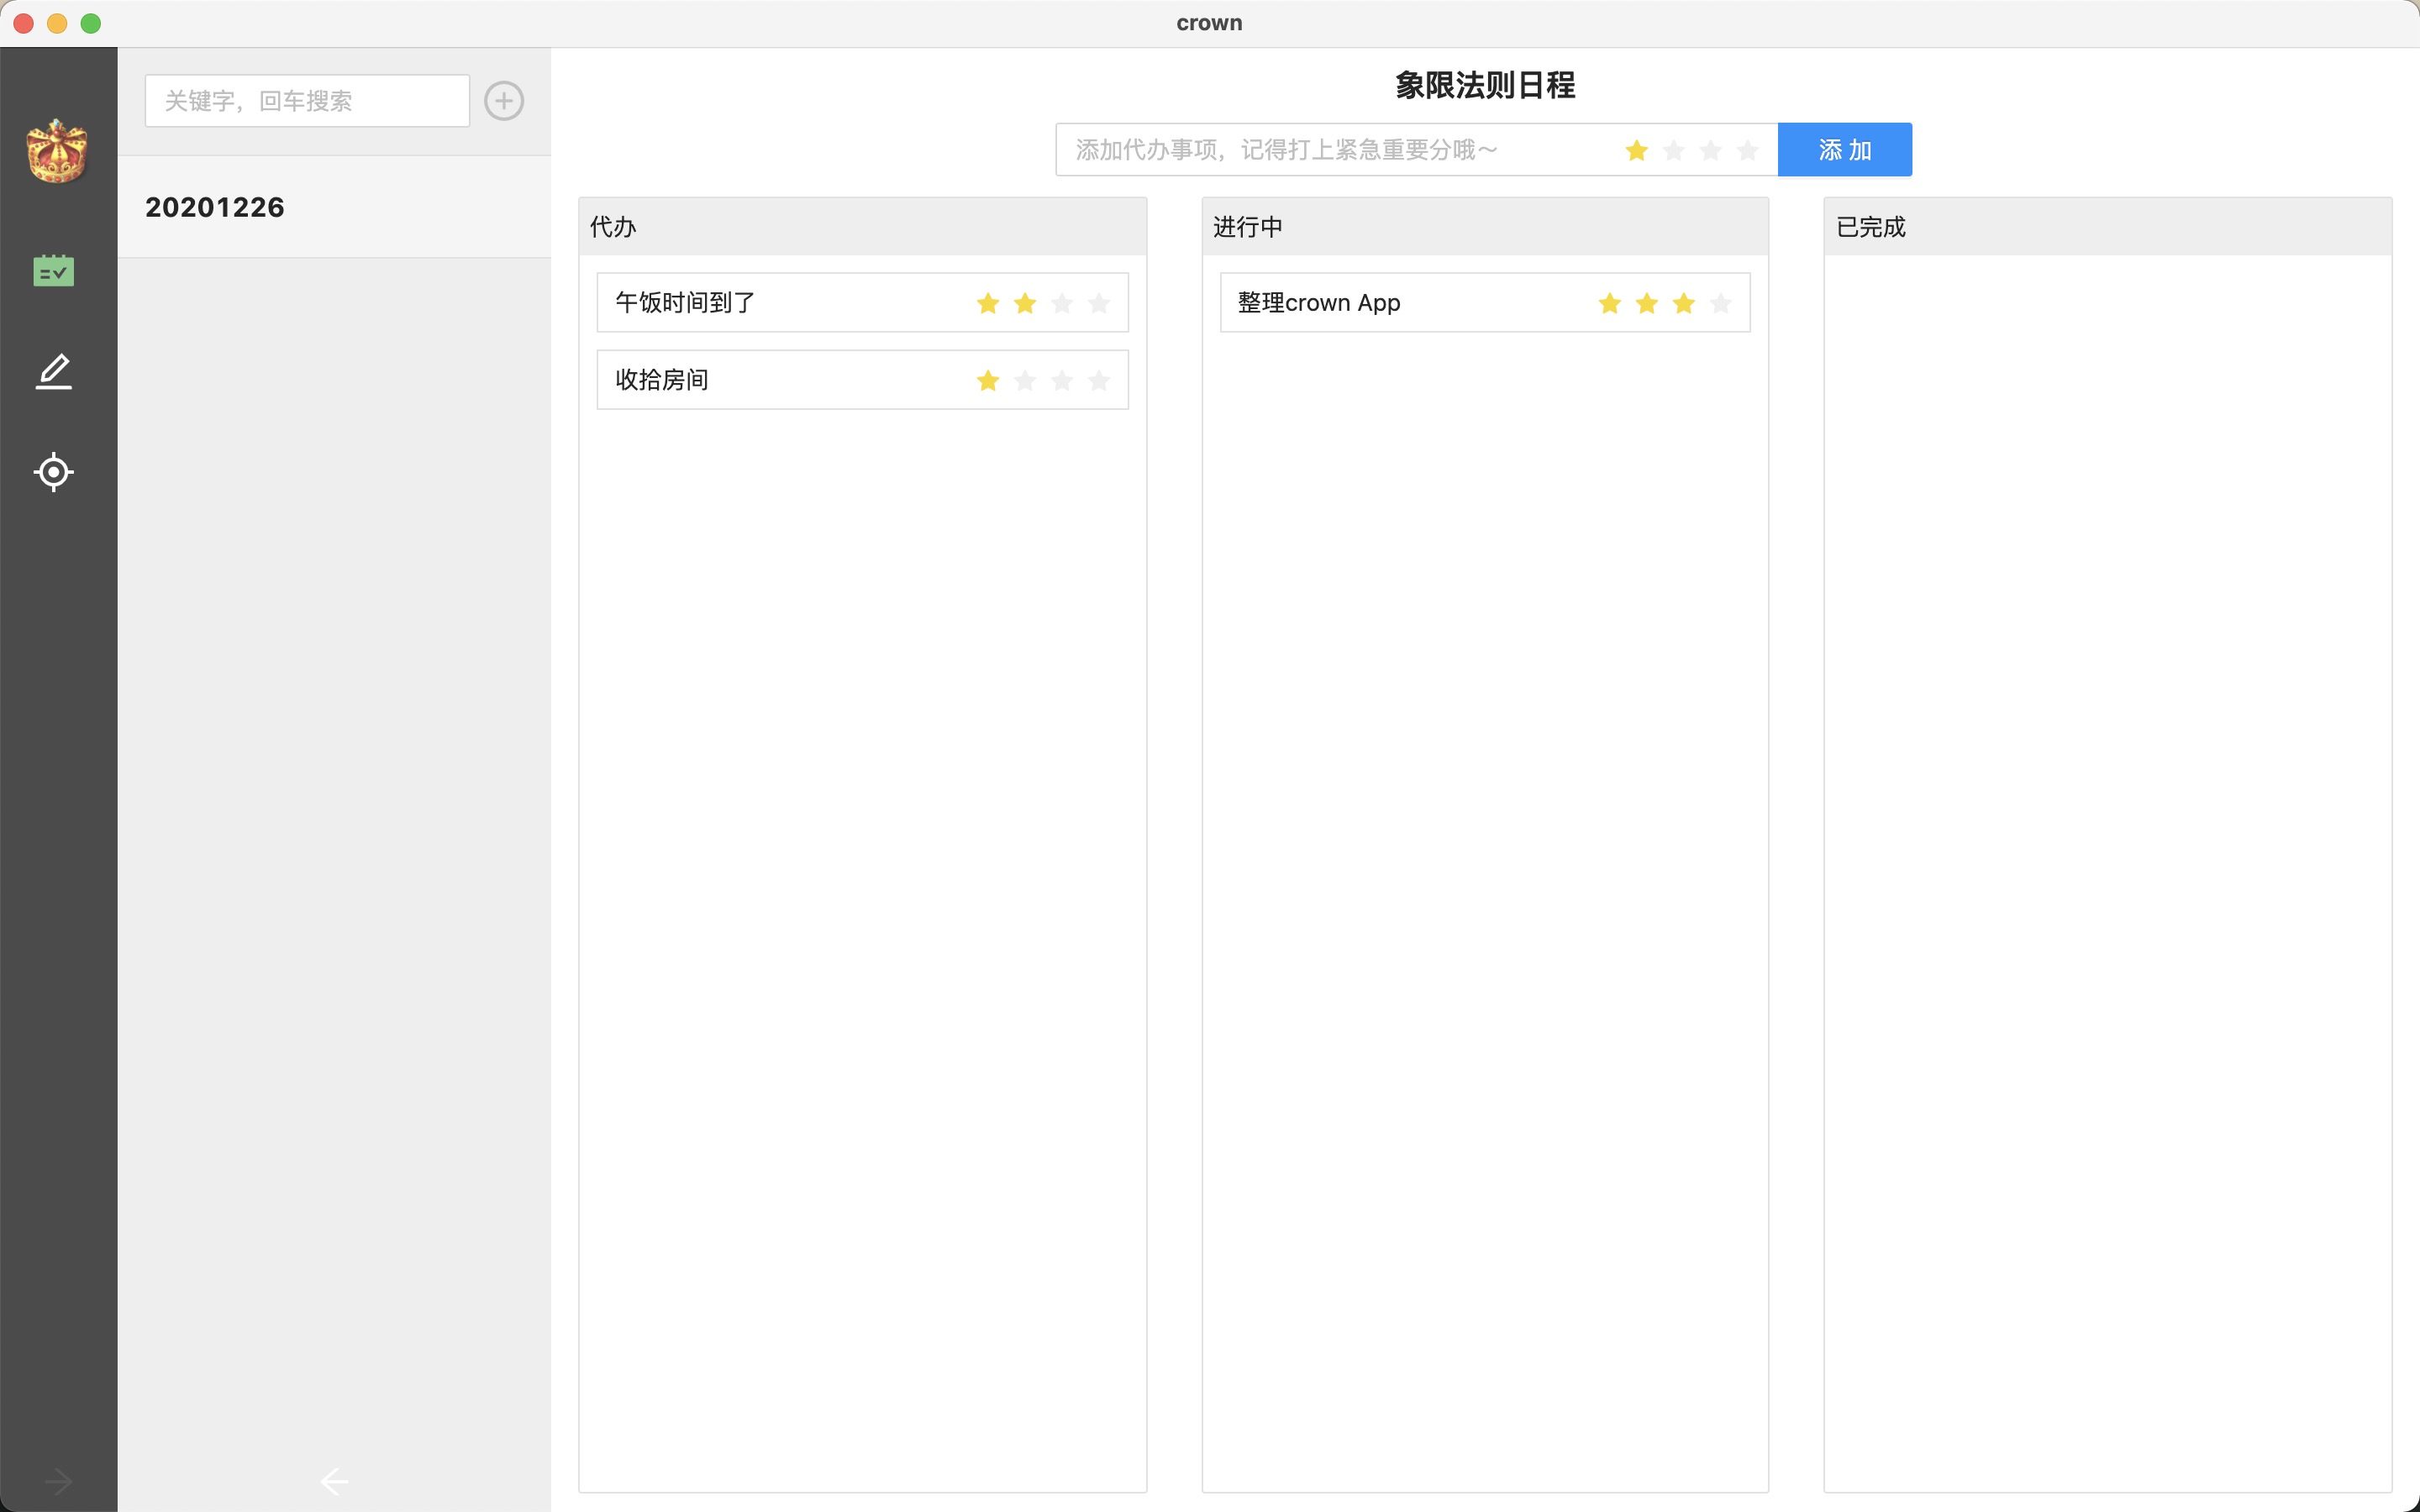 crown
关键字，回车搜索
20201226
象限法则日程
添加代办事项，记得打上紧急重要分哦～
添 加
代办
午饭时间到了
收拾房间
进行中
整理crown App
已完成